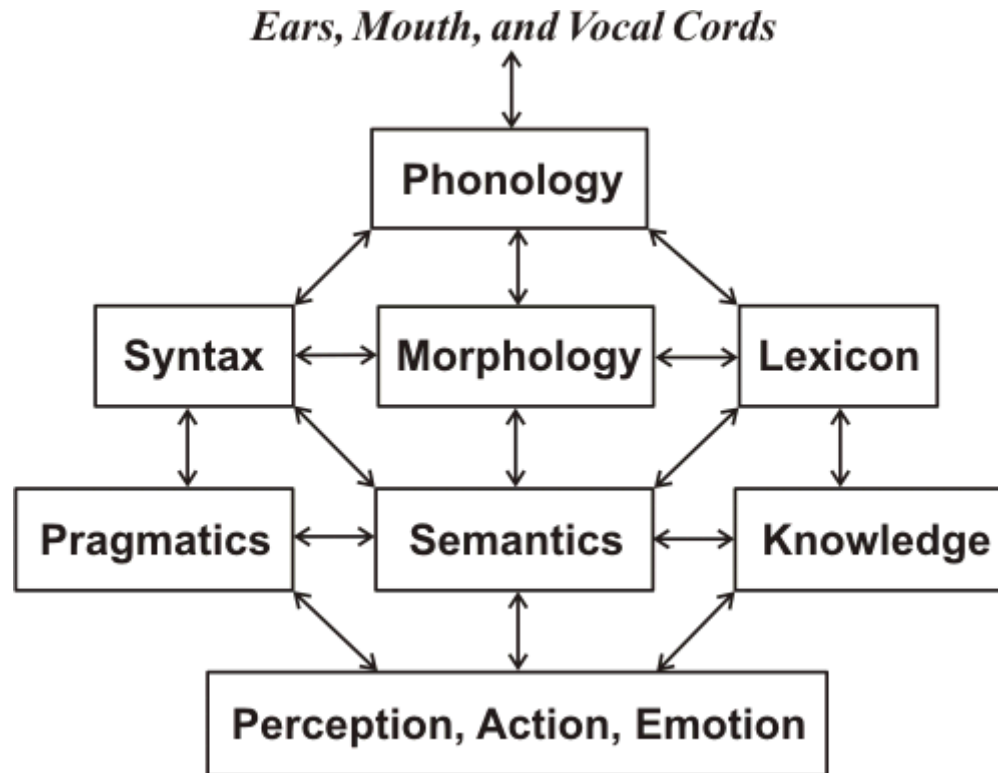 Ears, Mouth, and Vocal Cords
Phonology
Syntax
Morphology
Lexicon
Pragmatics
Semantics
Knowledge
Perception, Action, Emotion